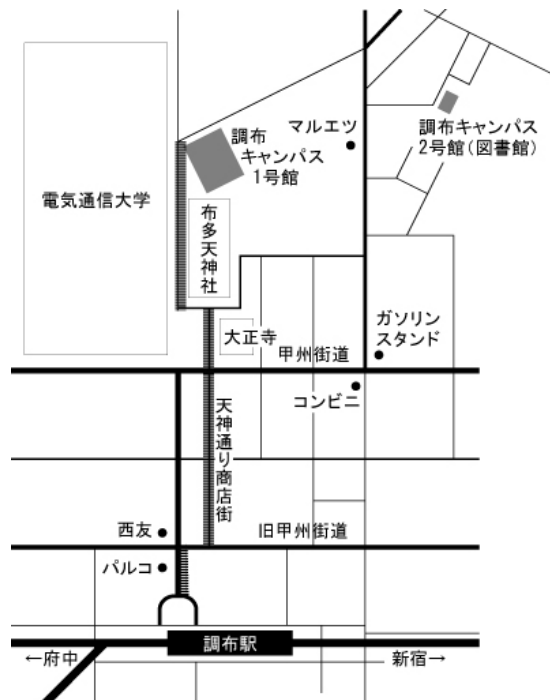 マルエツ
調布
キャンパス
1号館
調布キャンパス
2号館（図書館）
電気通信大学
布多天神社
ガソリン
スタンド
大正寺
甲州街道
コンビニ
天神通り商店街
西友
旧甲州街道
パルコ
調布駅
←府中
新宿→